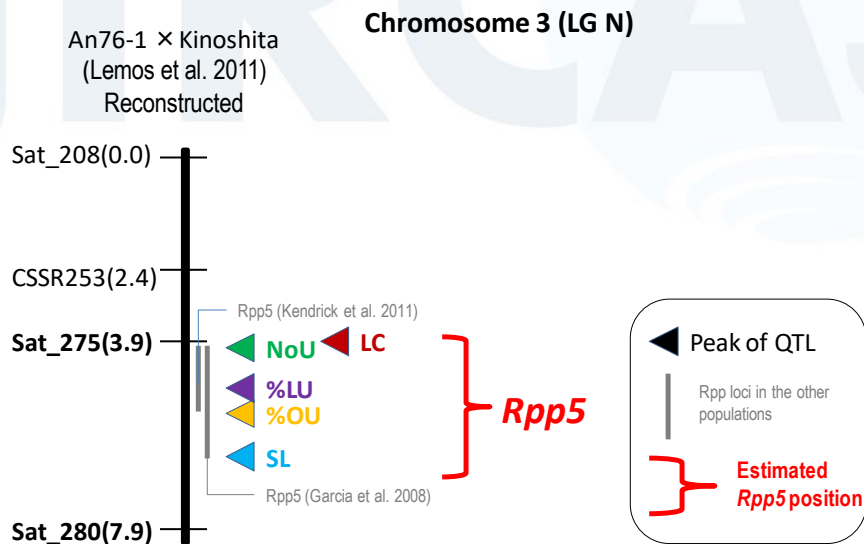 Chromosome 3 (LG N)
An76-1 × Kinoshita
(Lemos et al. 2011)
Reconstructed
Sat_208(0.0)
CSSR253(2.4)
Rpp5 (Kendrick et al. 2011)
Sat_275(3.9)
NoU
LC
%LU
%OU
SL
Rpp5
Rpp5 (Garcia et al. 2008)
Sat_280(7.9)
Peak of QTL
Rpp loci in the other
populations
Estimated
Rpp5 position